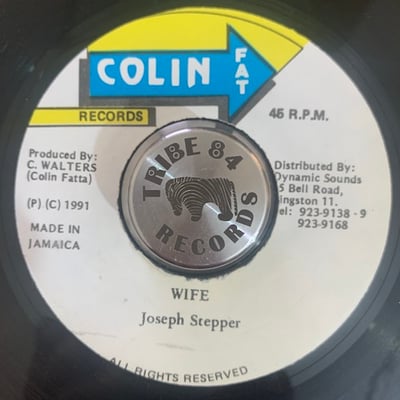 COLIN FAT
RECORDS
45 R.P.M.
Produced By:
C. WALTERS
(Colin Fatta)
(P) (C) 1991
MADE IN
JAMAICA
TRIBE 84
RECORDS
Distributed By:
Dynamic Sounds
5 Bell Road,
ingston 11.
el: 923-9138 - 9
923-9168
WIFE
Joseph Stepper
ALL RIGHTS RESERVED